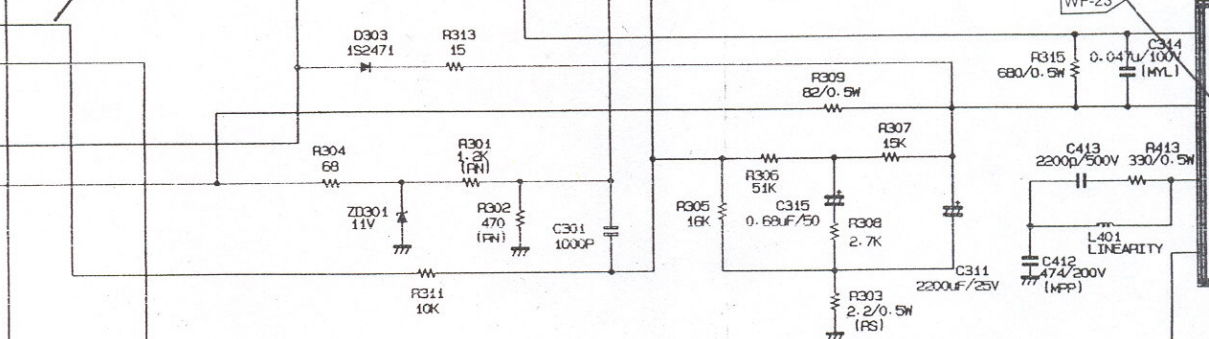 WP-23
D303
1S2471
R313
15
R315
680/0.5W
C314
0.047u/100V
(MYL)
R309
82/0.5W
R307
15K
R304
68
R301
1.2K
(RN)
R306
51K
C413
2200p/500V
R413
330/0.5W
ZD301
11V
R302
470
(RN)
C301
1000P
R305
16K
C315
0.68uF/50
R308
2.7K
L401
LINEARITY
C311
2200uF/25V
C412
474/200V
(MPP)
R311
10K
R303
2.2/0.5W
(RS)